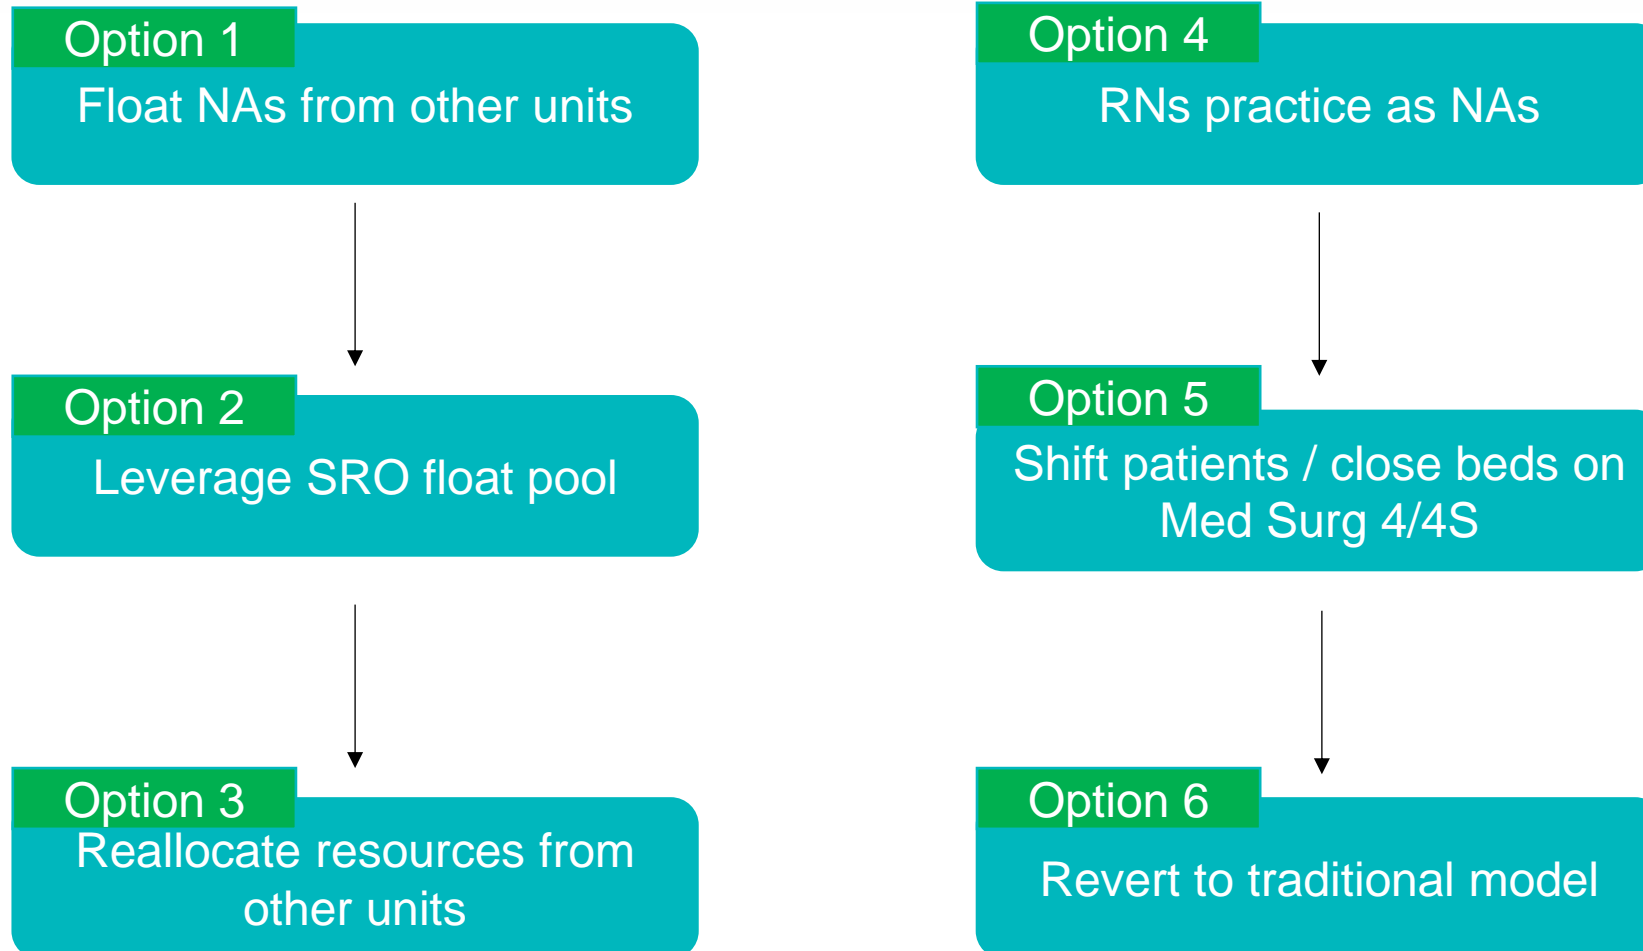 Option 1
Float NAs from other units
Option 2
Leverage SRO float pool
Option 3
Reallocate resources from
other units
Option 4
RNs practice as NAs
Option 5
Shift patients / close beds on
Med Surg 4/4S
Option 6
Revert to traditional model